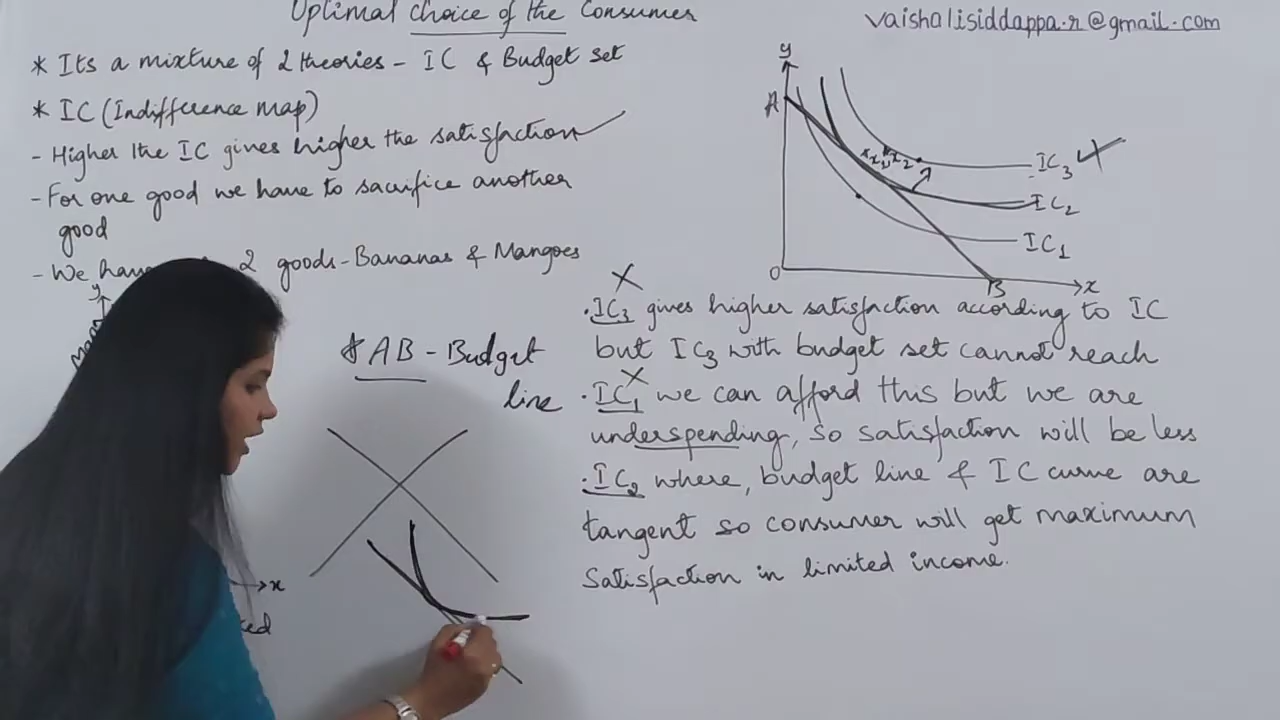 Optimal choice of the Consumer
vaishalisiddappa.r@gmail.com
* Its a mixture of 2 theories - IC & Budget set
* IC (Indifference map)
- Higher the IC gives higher the satisfaction
- For one good we have to sacrifice another
good
- We have 2 goods - Bananas & Mangoes
y
x
* AB - Budget
line
y
A
x₁, x₂
IC₃
IC₂
IC₁
O
B
x
. IC₃ gives higher satisfaction according to IC
but IC₃ with budget set cannot reach
. IC₁ we can afford this but we are
underspending, so satisfaction will be less
. IC₂ where, budget line & IC curve are
tangent so consumer will get maximum
Satisfaction in limited income.